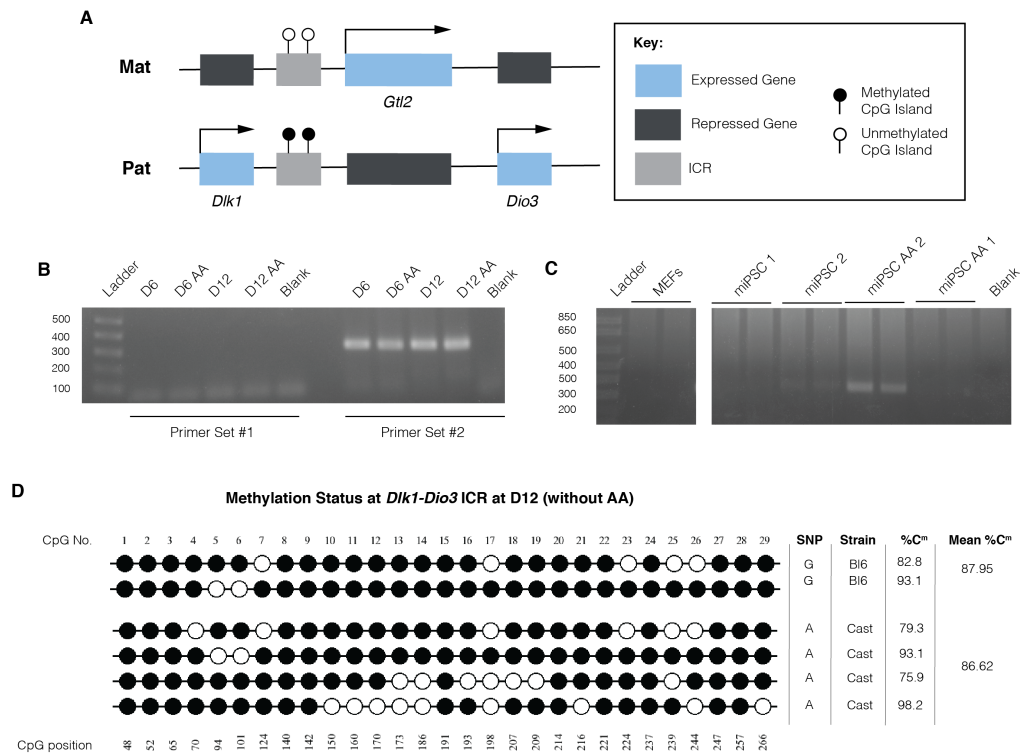 A
Mat
Gtl2
Pat
Dlk1
Dio3
Key:
Expressed Gene
Repressed Gene
ICR
Methylated
CpG Island
Unmethylated
CpG Island
B
Ladder
D6
D6 AA
D12
D12 AA
Blank
D6
D6 AA
D12
D12 AA
Blank
500
400
300
200
100
Primer Set #1
Primer Set #2
C
Ladder
MEFs
miPSC 1
miPSC 2
miPSC AA 2
miPSC AA 1
Blank
850
650
500
400
300
500
200
D
Methylation Status at Dlk1-Dio3 ICR at D12 (without AA)
CpG No. 1 2 3 4 5 6 7 8 9 10 11 12 13 14 15 16 17 18 19 20 21 22 23 24 25 26 27 28 29 SNP Strain %Cᵐ Mean %Cᵐ
G Bl6 82.8
87.95
G Bl6 93.1
A Cast 79.3
A Cast 93.1
86.62
A Cast 75.9
A Cast 98.2
CpG position 48 52 65 70 94 101 124 140 142 150 160 170 173 186 191 193 198 207 209 214 216 221 224 237 239 244 247 257 266